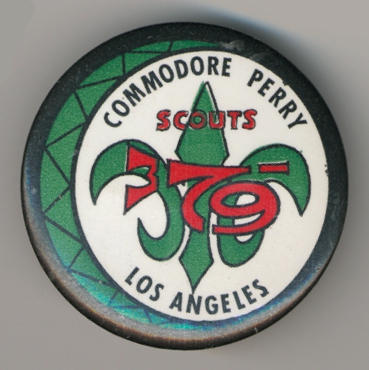 COMMODORE PERRY
SCOUTS
379
LOS ANGELES